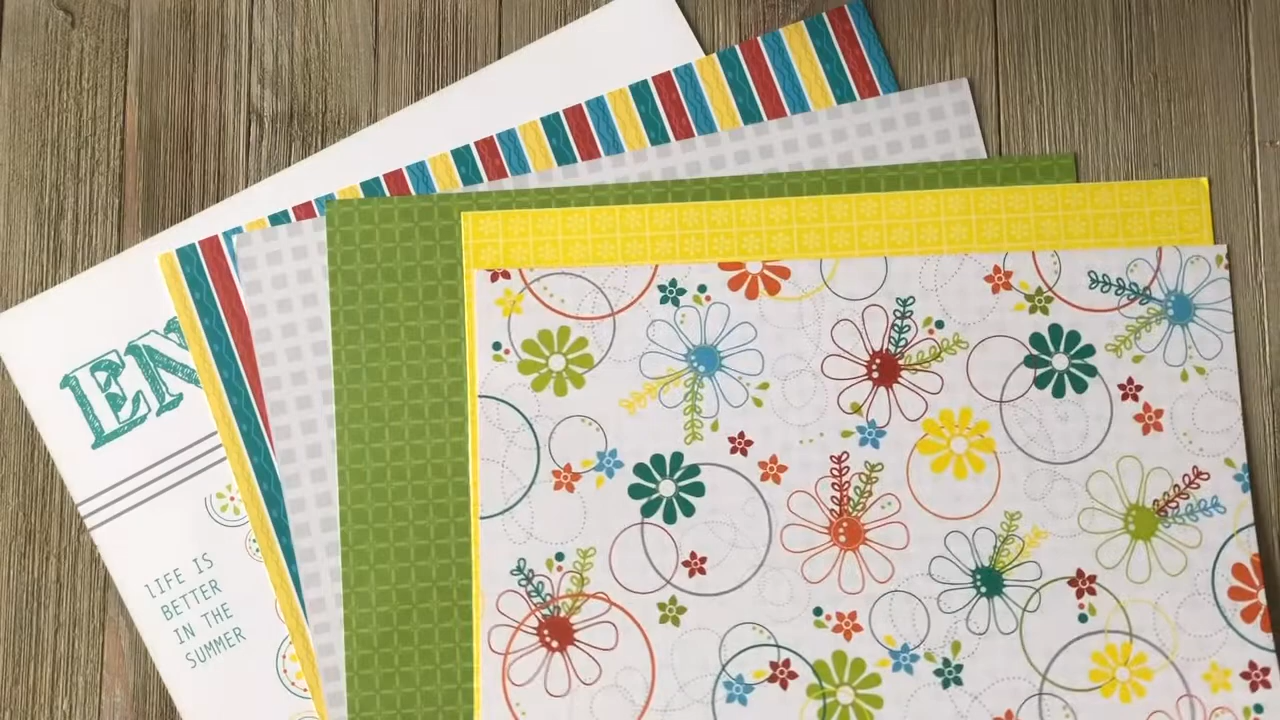 EN
lIFE IS
BETTER
IN THE
SUMMER